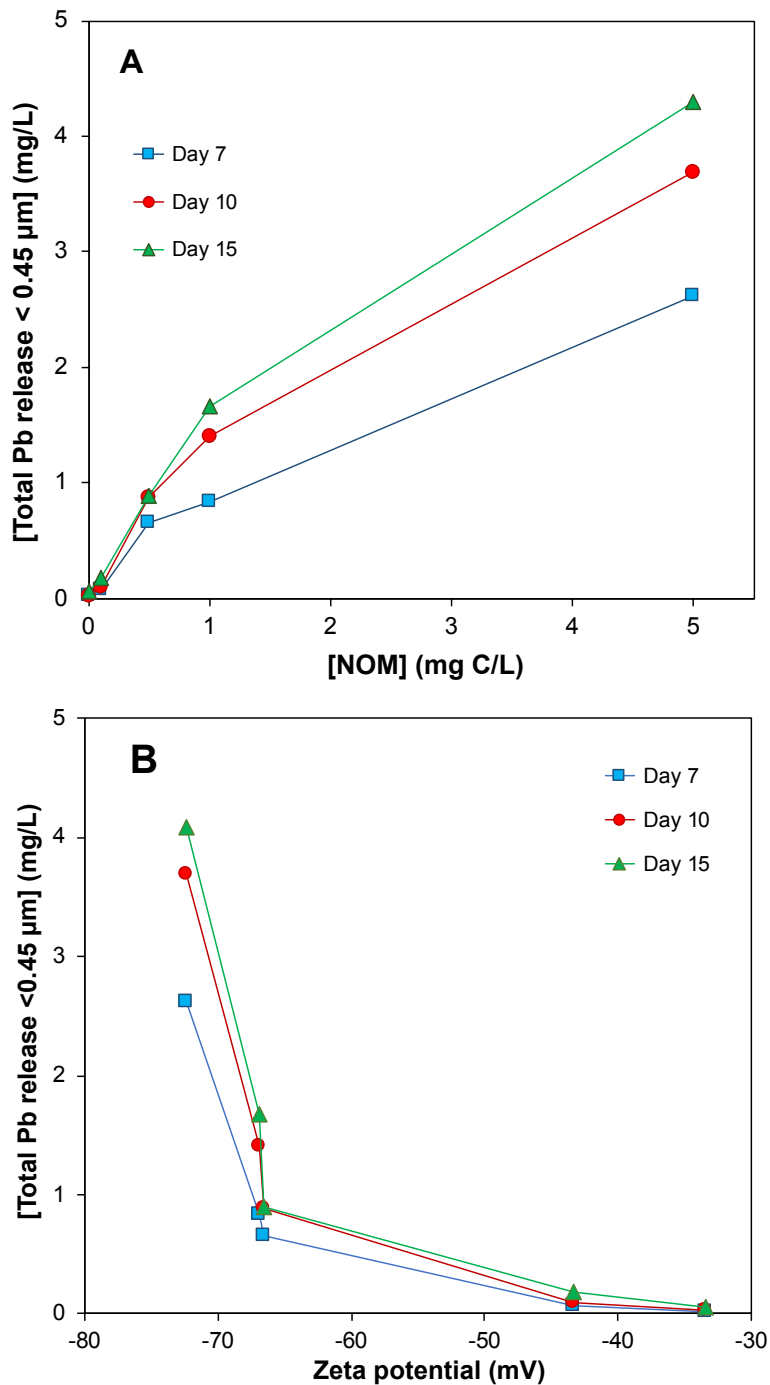 A
[Total Pb release < 0.45 µm] (mg/L)
5
4
3
2
1
0
Day 7
Day 10
Day 15
0 1 2 3 4 5
[NOM] (mg C/L)
B
[Total Pb release <0.45 µm] (mg/L)
5
4
3
2
1
0
Day 7
Day 10
Day 15
-80 -70 -60 -50 -40 -30
Zeta potential (mV)